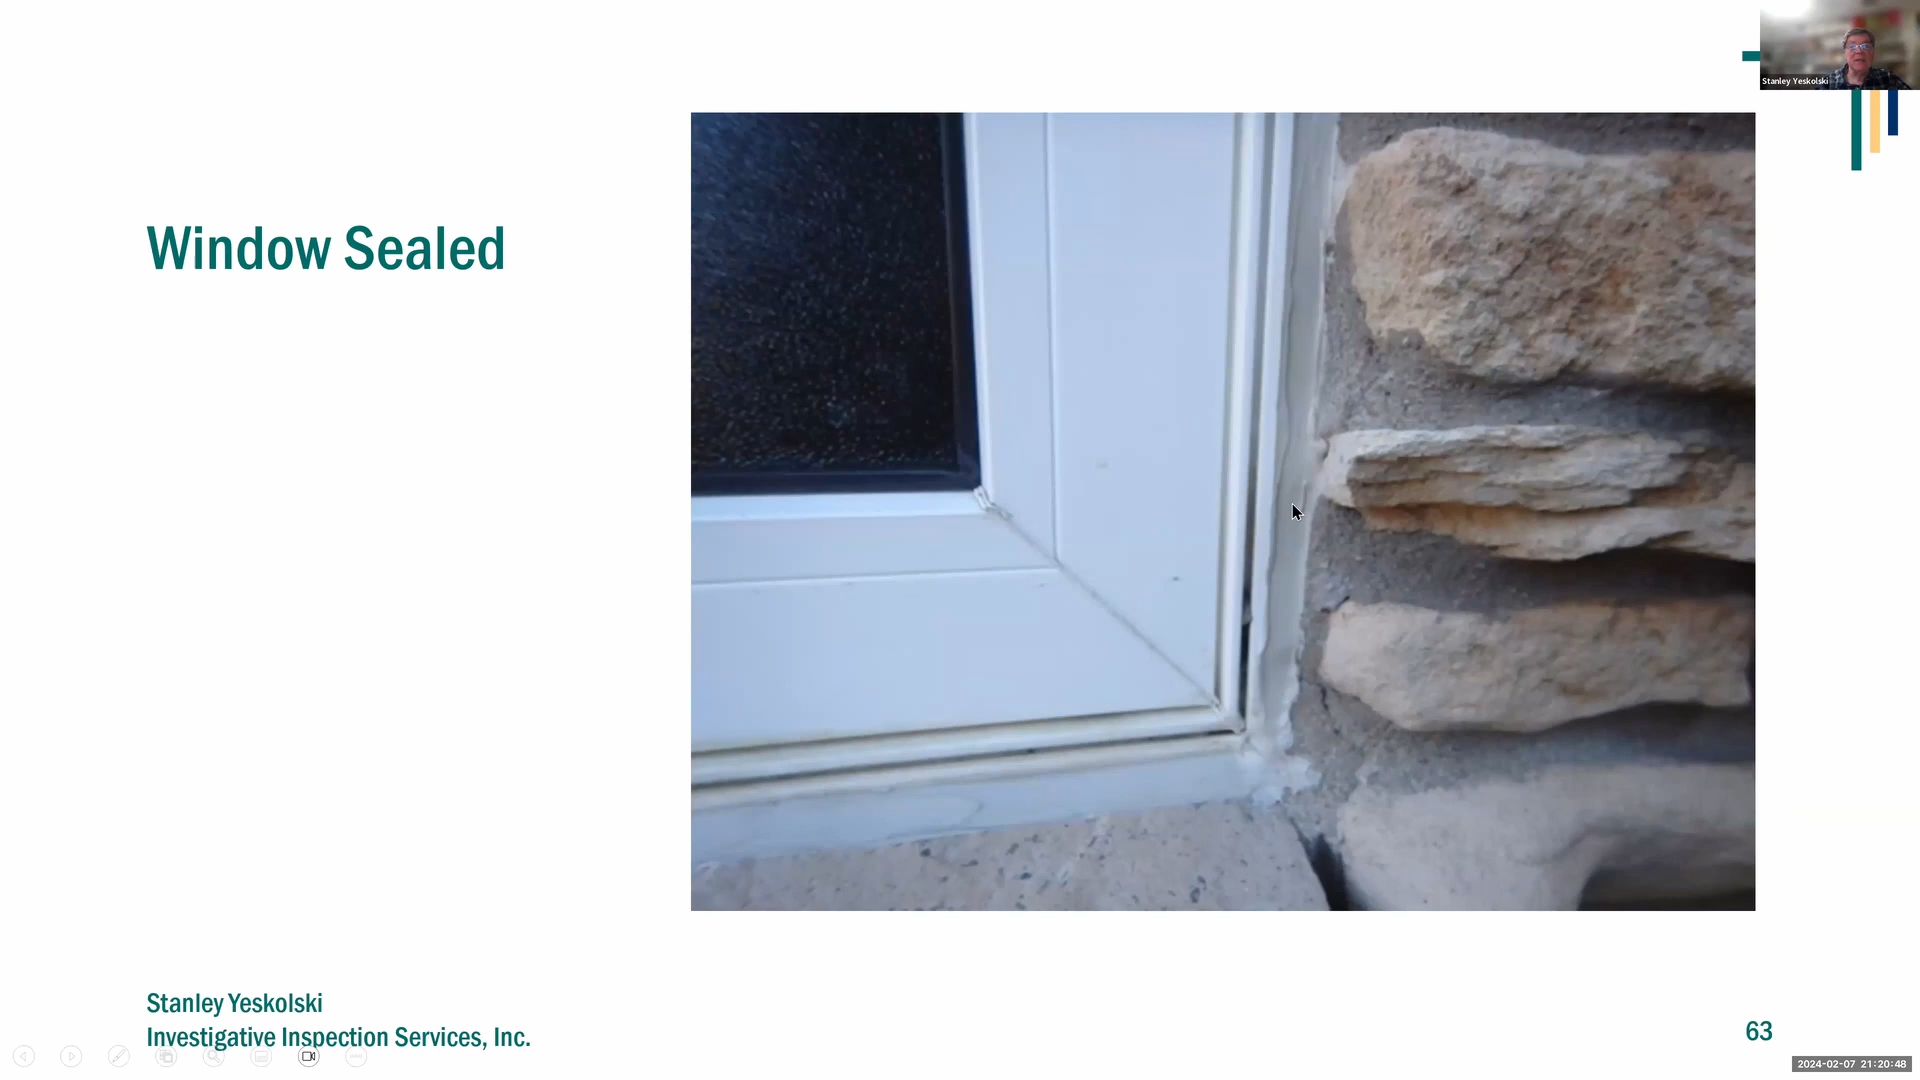 Stanley Yeskolski
Window Sealed
Stanley Yeskolski
Investigative Inspection Services, Inc.
63
2024-02-07 21:20:48